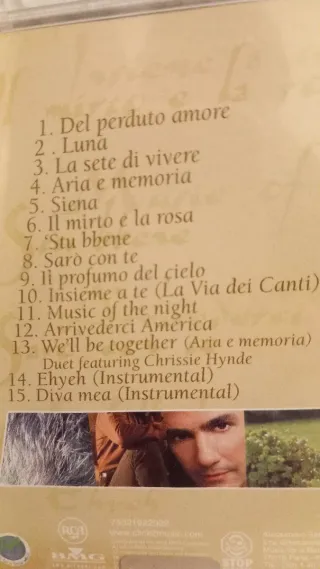 1. Del perduto amore
2 . Luna
3. La sete di vivere
4. Aria e memoria
5. Siena
6. Il mirto e la rosa
7. 'Stu bbene
8. Sarò con te
9. Il profumo del cielo
10. Insieme a te (La Via dei Canti)
11. Music of the night
12. Arrivederci America
13. We'll be together (Aria e memoria)
Duet featuring Chrissie Hynde
14. Ehyeh (Instrumental)
15. Diva mea (Instrumental)
BMG
STOP